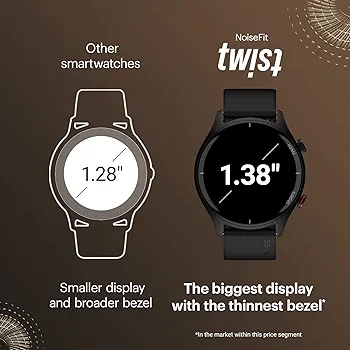 Other
smartwatches
NoiseFit
twist
1.28"
1.38"
Smaller display
and broader bezel
The biggest display
with the thinnest bezel*
*In the market within this price segment